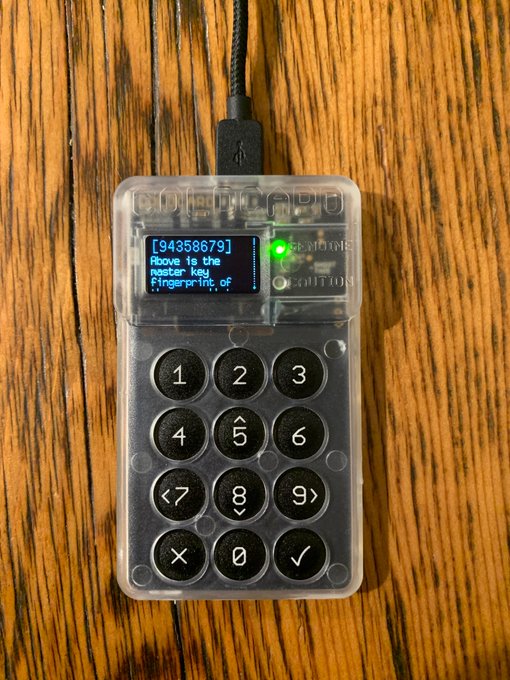 COLDCARD
[94358679]
Above is the
master key
fingerprint of
GENUINE
CAUTION
1 2 3
4 5 6
<7 8 9>
0